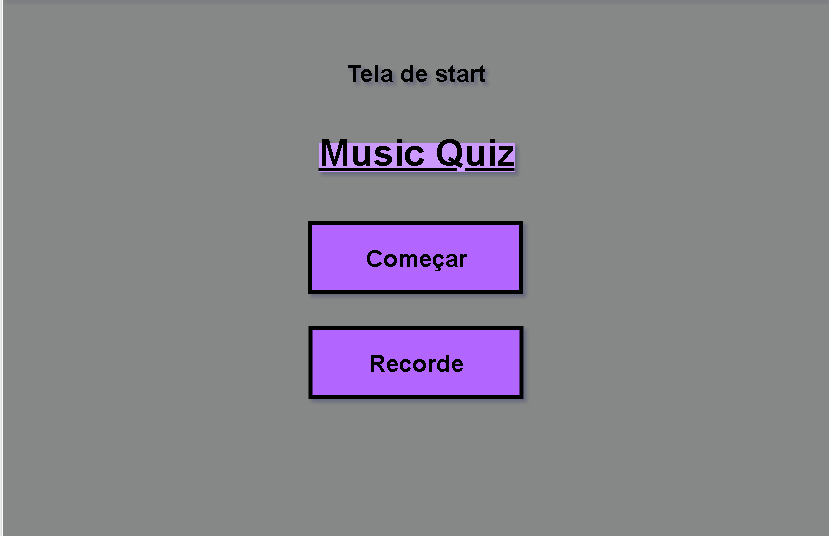 Tela de start
Music Quiz
Começar
Recorde